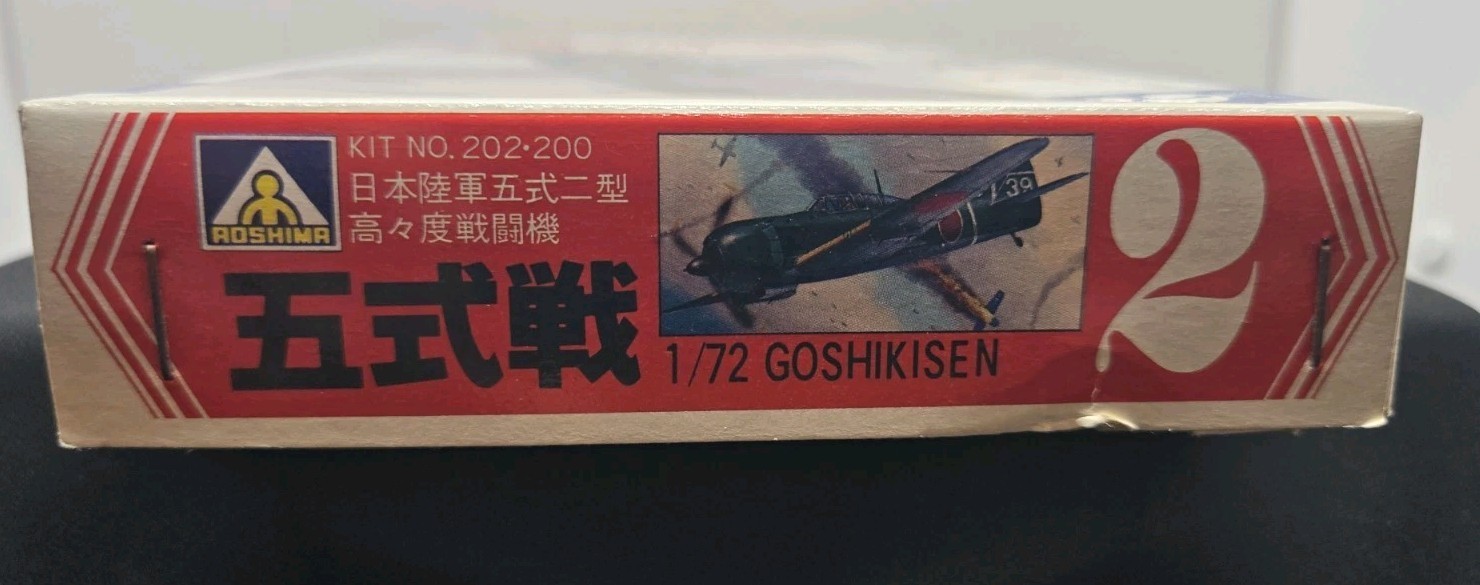 AOSHIMA
KIT NO. 202・200
日本陸軍五式二型
高々度戦闘機
五式戦
1/72 GOSHIKISEN
39
2